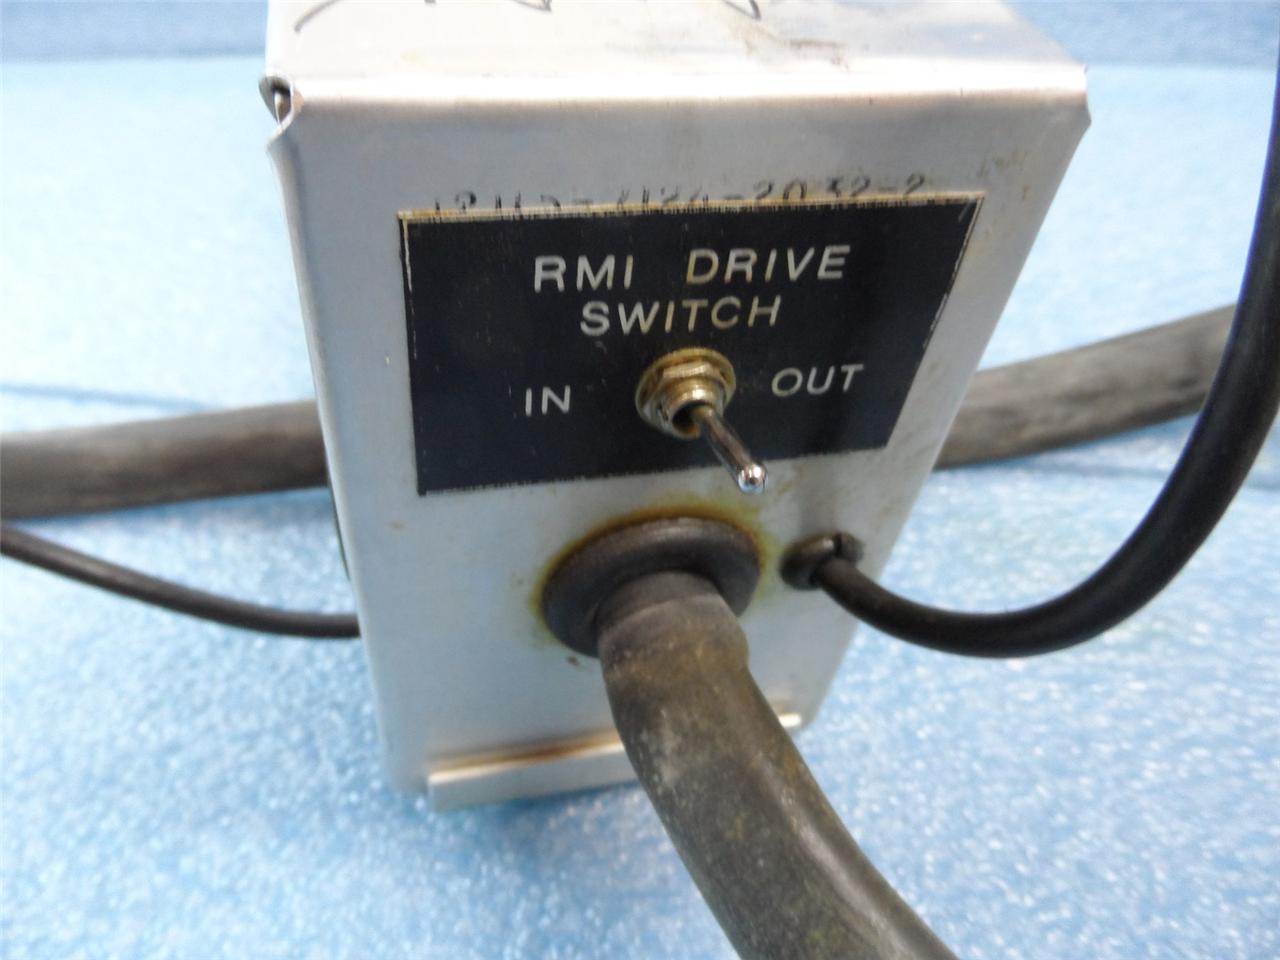 RMI DRIVE
SWITCH
IN OUT